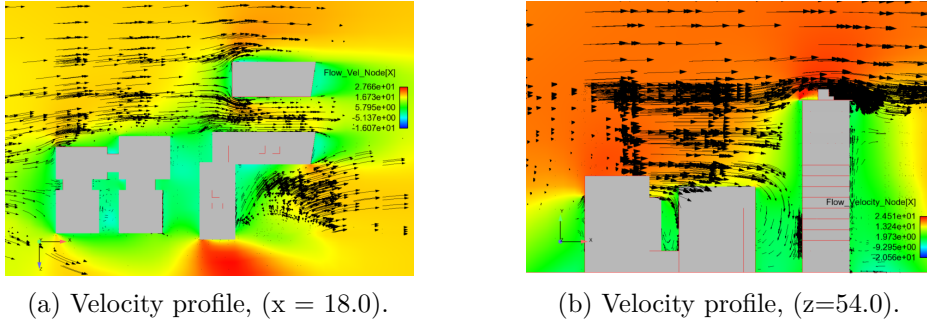 Flow_Vel_Node[X]
2.766e+01
1.673e+01
5.795e+00
-5.137e+00
-1.607e+01
X
Z
Flow_Velocity_Node[X]
2.451e+01
1.324e+01
1.973e+00
-9.295e+00
-2.056e+01
Y
X
(a) Velocity profile, (x = 18.0).
(b) Velocity profile, (z=54.0).